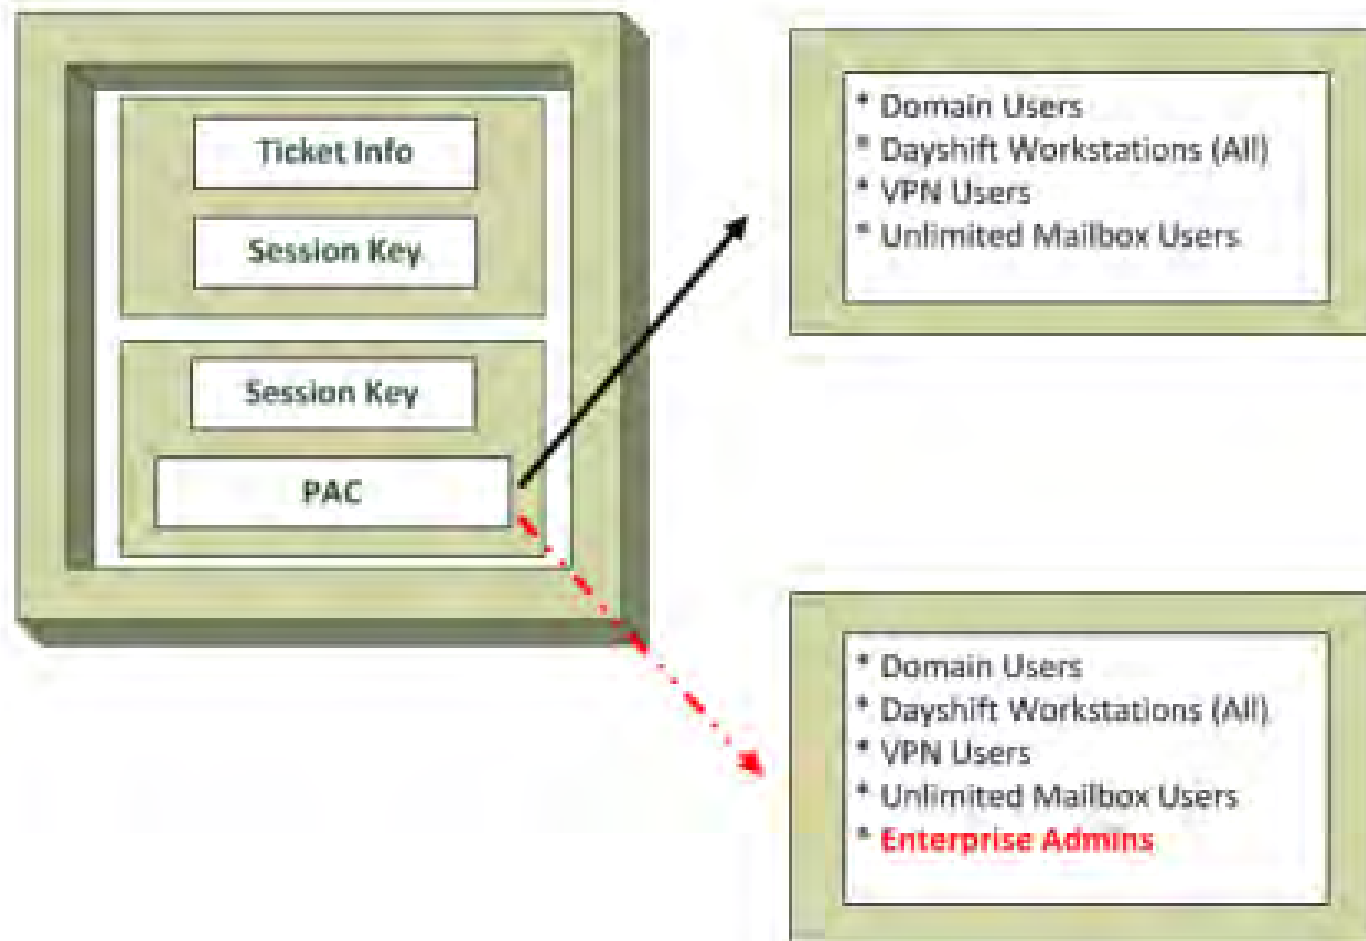 Ticket Info
Session Key
Session Key
PAC
* Domain Users
* Dayshift Workstations (All)
* VPN Users
* Unlimited Mailbox Users
* Domain Users
* Dayshift Workstations (All)
* VPN Users
* Unlimited Mailbox Users
* Enterprise Admins